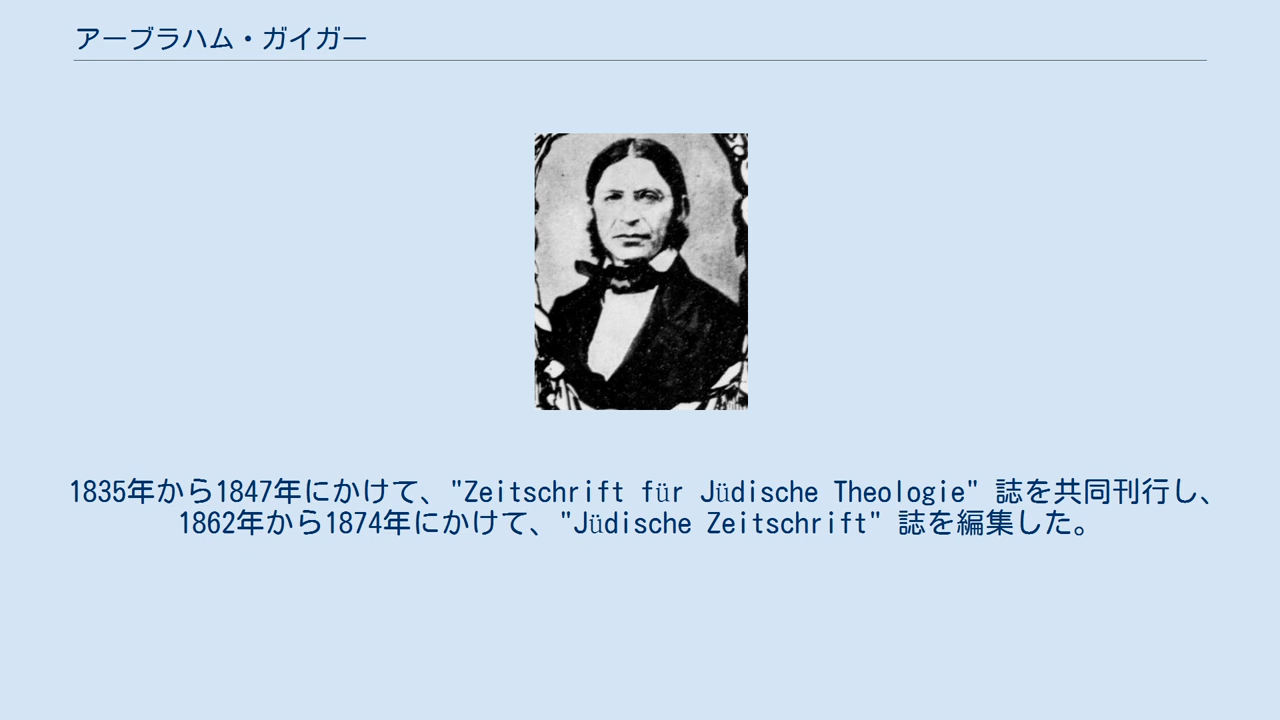 アーブラハム・ガイガー
1835年から1847年にかけて、"Zeitschrift für Jüdische Theologie" 誌を共同刊行し、
1862年から1874年にかけて、"Jüdische Zeitschrift" 誌を編集した。